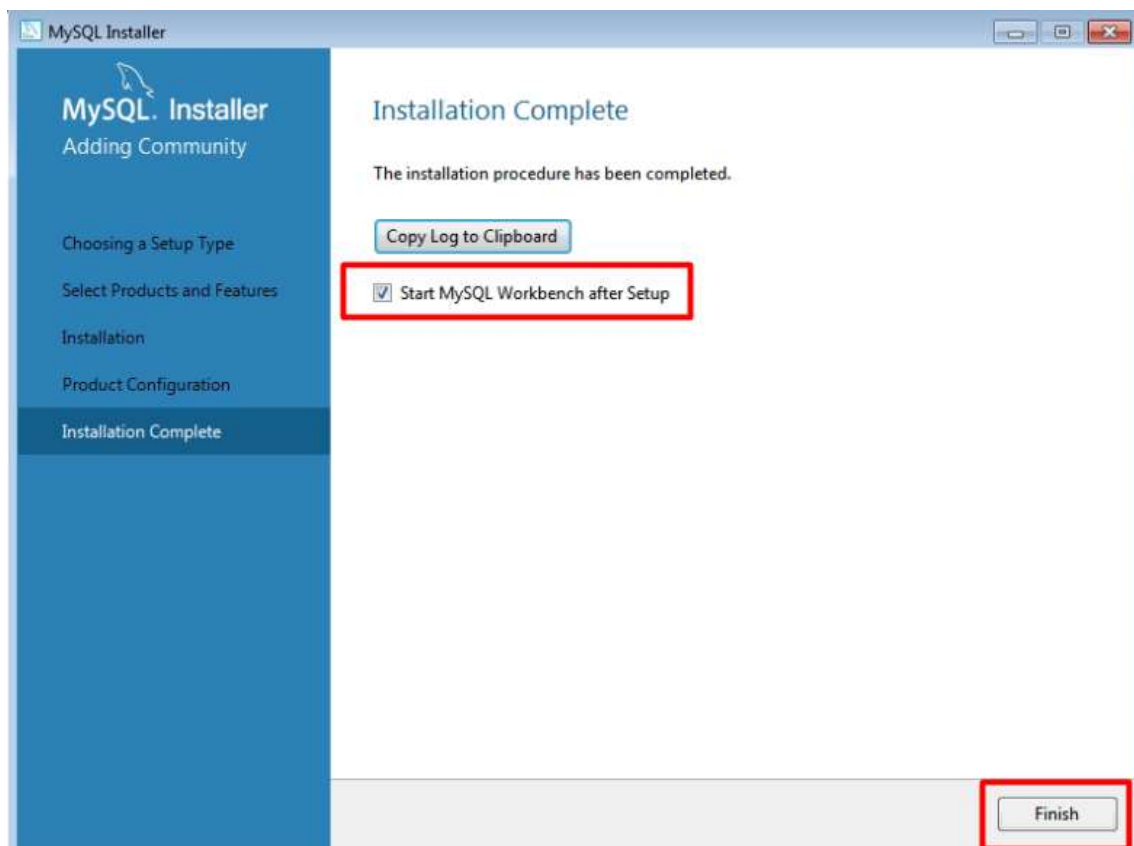 MySQL Installer
MySQL. Installer
Adding Community
Choosing a Setup Type
Select Products and Features
Installation
Product Configuration
Installation Complete
Installation Complete
The installation procedure has been completed.
Copy Log to Clipboard
Start MySQL Workbench after Setup
Finish